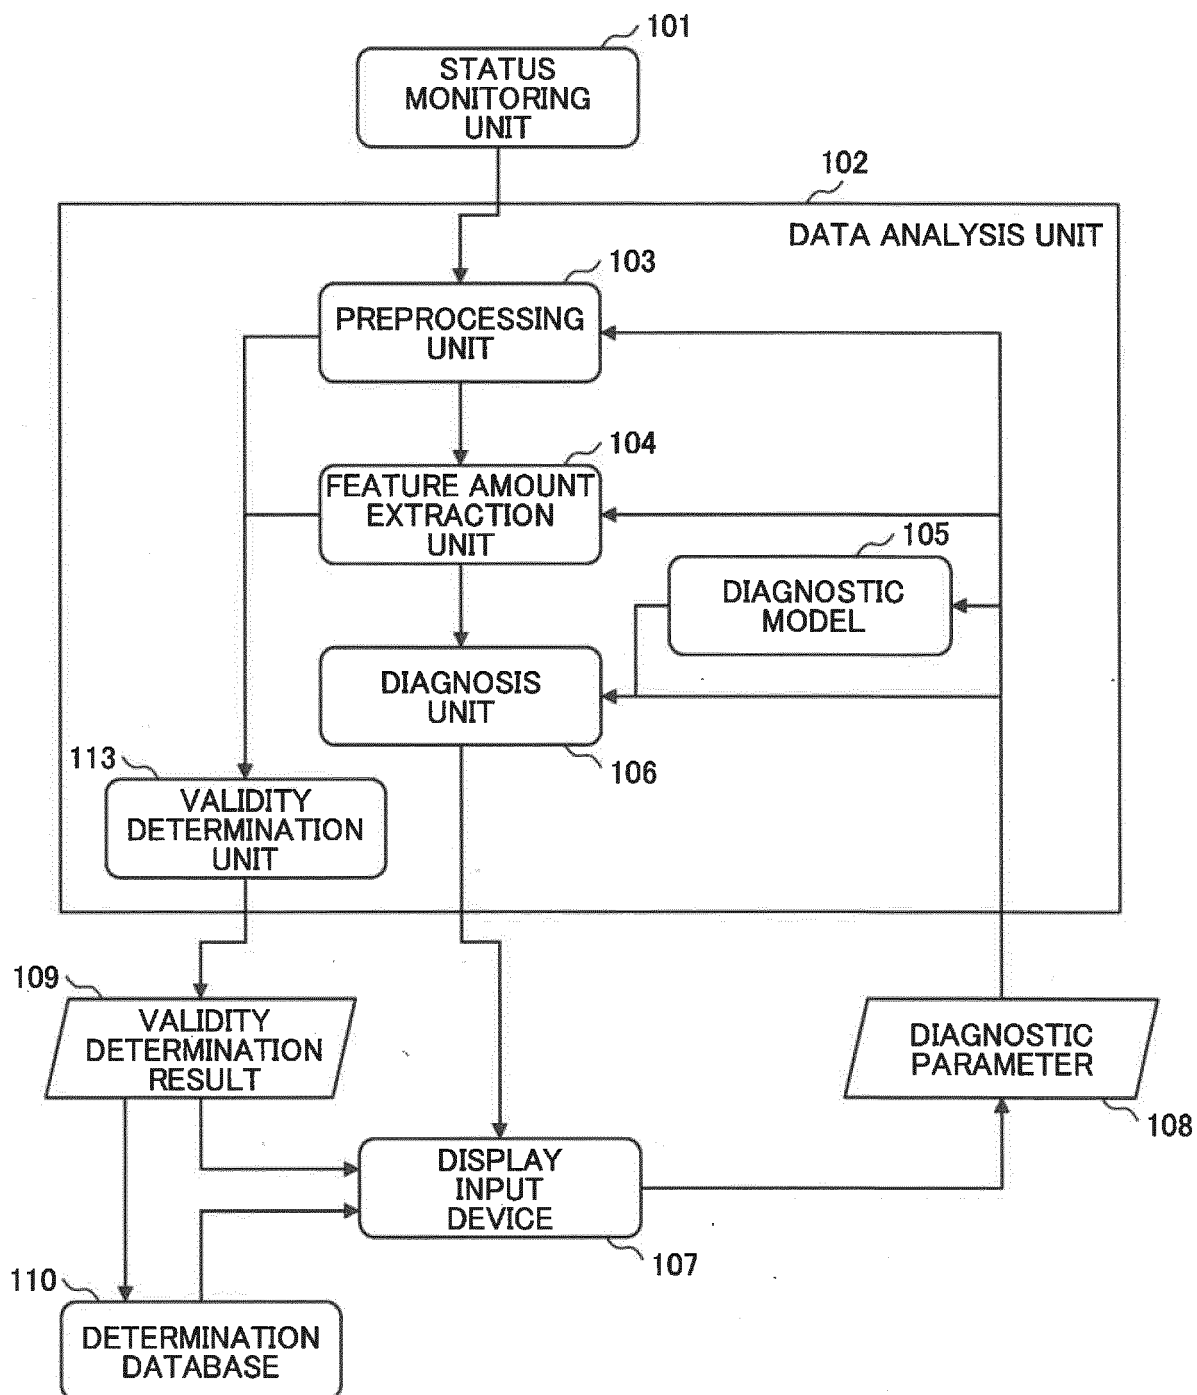 101
STATUS
MONITORING
UNIT
102
DATA ANALYSIS UNIT
103
PREPROCESSING
UNIT
104
FEATURE AMOUNT
EXTRACTION
UNIT
105
DIAGNOSTIC
MODEL
DIAGNOSIS
UNIT
106
113
VALIDITY
DETERMINATION
UNIT
109
VALIDITY
DETERMINATION
RESULT
DIAGNOSTIC
PARAMETER
108
DISPLAY
INPUT
DEVICE
107
110
DETERMINATION
DATABASE